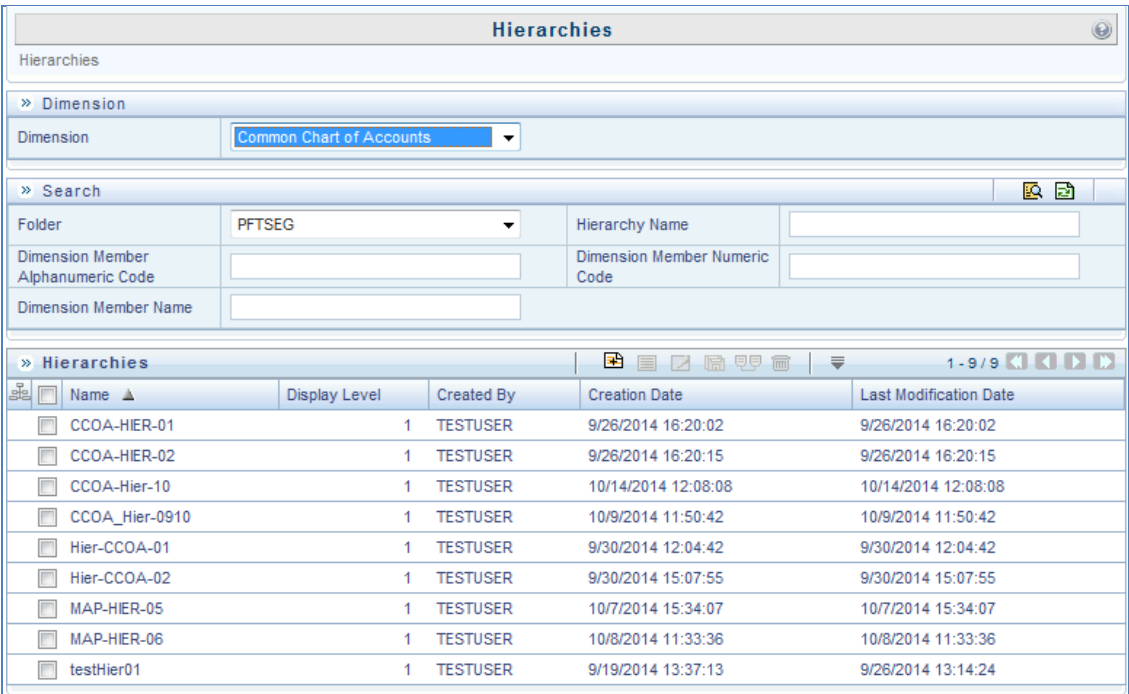 Hierarchies
Hierarchies
Dimension
Dimension Common Chart of Accounts
Search
Folder PFTSEG Hierarchy Name
Dimension Member Alphanumeric Code Dimension Member Numeric Code
Dimension Member Name
Hierarchies 1 - 9 / 9
Name Display Level Created By Creation Date Last Modification Date
CCOA-HIER-01 1 TESTUSER 9/26/2014 16:20:02 9/26/2014 16:20:02
CCOA-HIER-02 1 TESTUSER 9/26/2014 16:20:15 9/26/2014 16:20:15
CCOA-Hier-10 1 TESTUSER 10/14/2014 12:08:08 10/14/2014 12:08:08
CCOA_Hier-0910 1 TESTUSER 10/9/2014 11:50:42 10/9/2014 11:50:42
Hier-CCOA-01 1 TESTUSER 9/30/2014 12:04:42 9/30/2014 12:04:42
Hier-CCOA-02 1 TESTUSER 9/30/2014 15:07:55 9/30/2014 15:07:55
MAP-HIER-05 1 TESTUSER 10/7/2014 15:34:07 10/7/2014 15:34:07
MAP-HIER-06 1 TESTUSER 10/8/2014 11:33:36 10/8/2014 11:33:36
testHier01 1 TESTUSER 9/19/2014 13:37:13 9/26/2014 13:14:24